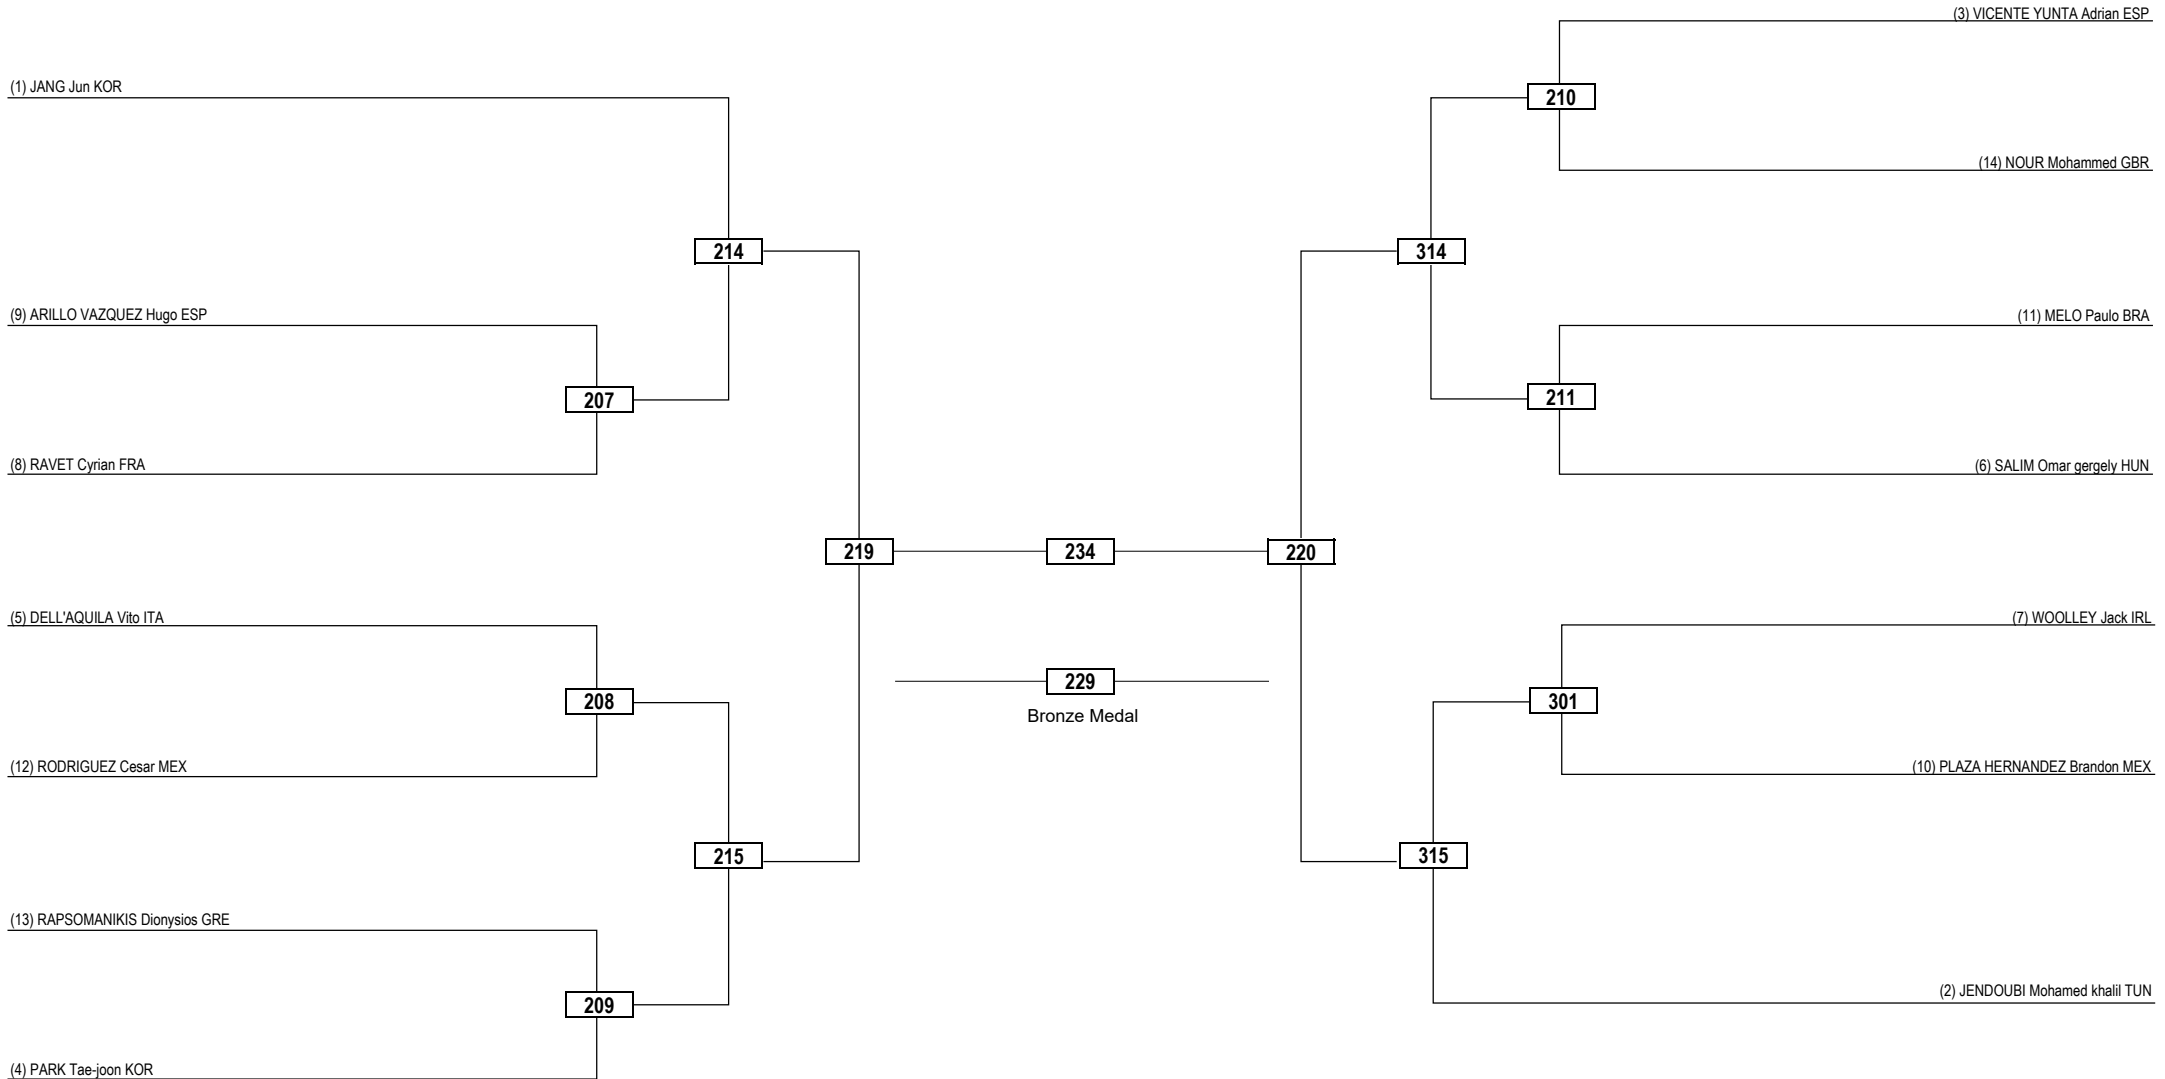 (3) VICENTE YUNTA Adrian ESP
(1) JANG Jun KOR
210
(14) NOUR Mohammed GBR
214
314
(9) ARILLO VAZQUEZ Hugo ESP
(11) MELO Paulo BRA
207
211
(8) RAVET Cyrian FRA
(6) SALIM Omar gergely HUN
219
234
220
(5) DELL'AQUILA Vito ITA
(7) WOOLLEY Jack IRL
229
Bronze Medal
208
301
(12) RODRIGUEZ Cesar MEX
(10) PLAZA HERNANDEZ Brandon MEX
215
315
(13) RAPSOMANIKIS Dionysios GRE
(2) JENDOUBI Mohamed khalil TUN
209
(4) PARK Tae-joon KOR